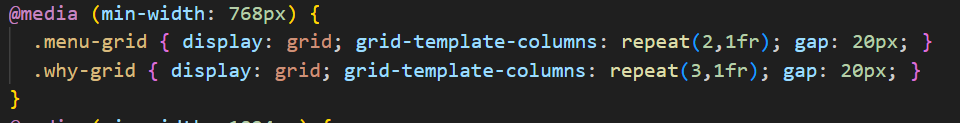 @media (min-width: 768px) {
  .menu-grid { display: grid; grid-template-columns: repeat(2,1fr); gap: 20px; }
  .why-grid { display: grid; grid-template-columns: repeat(3,1fr); gap: 20px; }
}